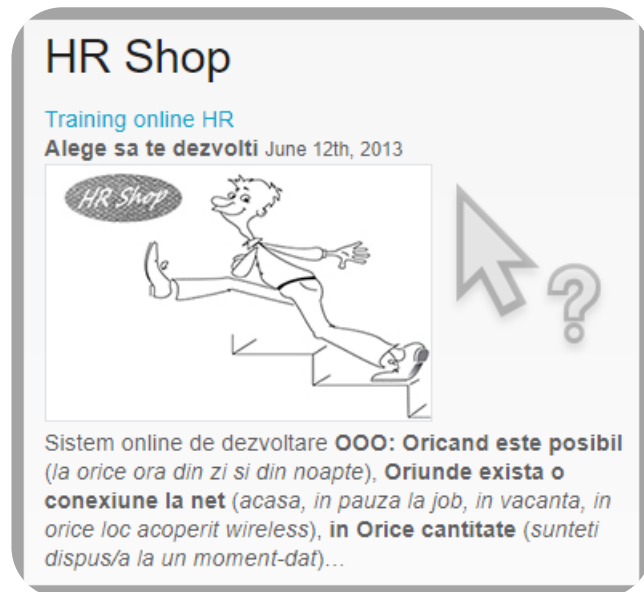 HR Shop
Training online HR
Alege sa te dezvolti June 12th, 2013
HR Shop
Sistem online de dezvoltare OOO: Oricand este posibil
(la orice ora din zi si din noapte), Oriunde exista o
conexiune la net (acasa, in pauza la job, in vacanta, in
orice loc acoperit wireless), in Orice cantitate (sunteti
dispus/a la un moment-dat)...